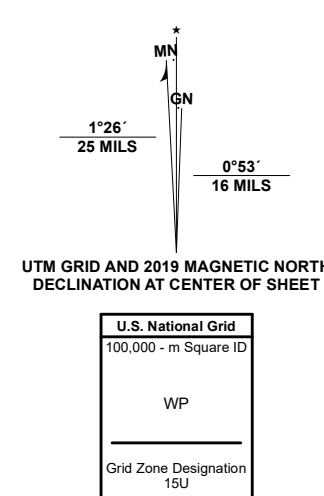 MN
GN
1°26´
25 MILS
0°53´
16 MILS
UTM GRID AND 2019 MAGNETIC NORTH
DECLINATION AT CENTER OF SHEET
U.S. National Grid
100,000 - m Square ID
WP
Grid Zone Designation
15U